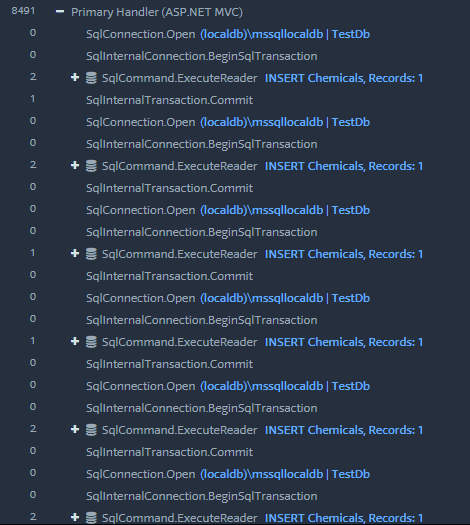 8491 Primary Handler (ASP.NET MVC)
0 SqlConnection.Open (localdb)\mssqllocaldb | TestDb
0 SqlInternalConnection.BeginSqlTransaction
2 SqlCommand.ExecuteReader INSERT Chemicals, Records: 1
1 SqlInternalTransaction.Commit
0 SqlConnection.Open (localdb)\mssqllocaldb | TestDb
0 SqlInternalConnection.BeginSqlTransaction
2 SqlCommand.ExecuteReader INSERT Chemicals, Records: 1
0 SqlInternalTransaction.Commit
0 SqlConnection.Open (localdb)\mssqllocaldb | TestDb
0 SqlInternalConnection.BeginSqlTransaction
1 SqlCommand.ExecuteReader INSERT Chemicals, Records: 1
0 SqlInternalTransaction.Commit
0 SqlConnection.Open (localdb)\mssqllocaldb | TestDb
0 SqlInternalConnection.BeginSqlTransaction
1 SqlCommand.ExecuteReader INSERT Chemicals, Records: 1
0 SqlInternalTransaction.Commit
0 SqlConnection.Open (localdb)\mssqllocaldb | TestDb
0 SqlInternalConnection.BeginSqlTransaction
2 SqlCommand.ExecuteReader INSERT Chemicals, Records: 1
0 SqlInternalTransaction.Commit
0 SqlConnection.Open (localdb)\mssqllocaldb | TestDb
0 SqlInternalConnection.BeginSqlTransaction
2 SqlCommand.ExecuteReader INSERT Chemicals, Records: 1